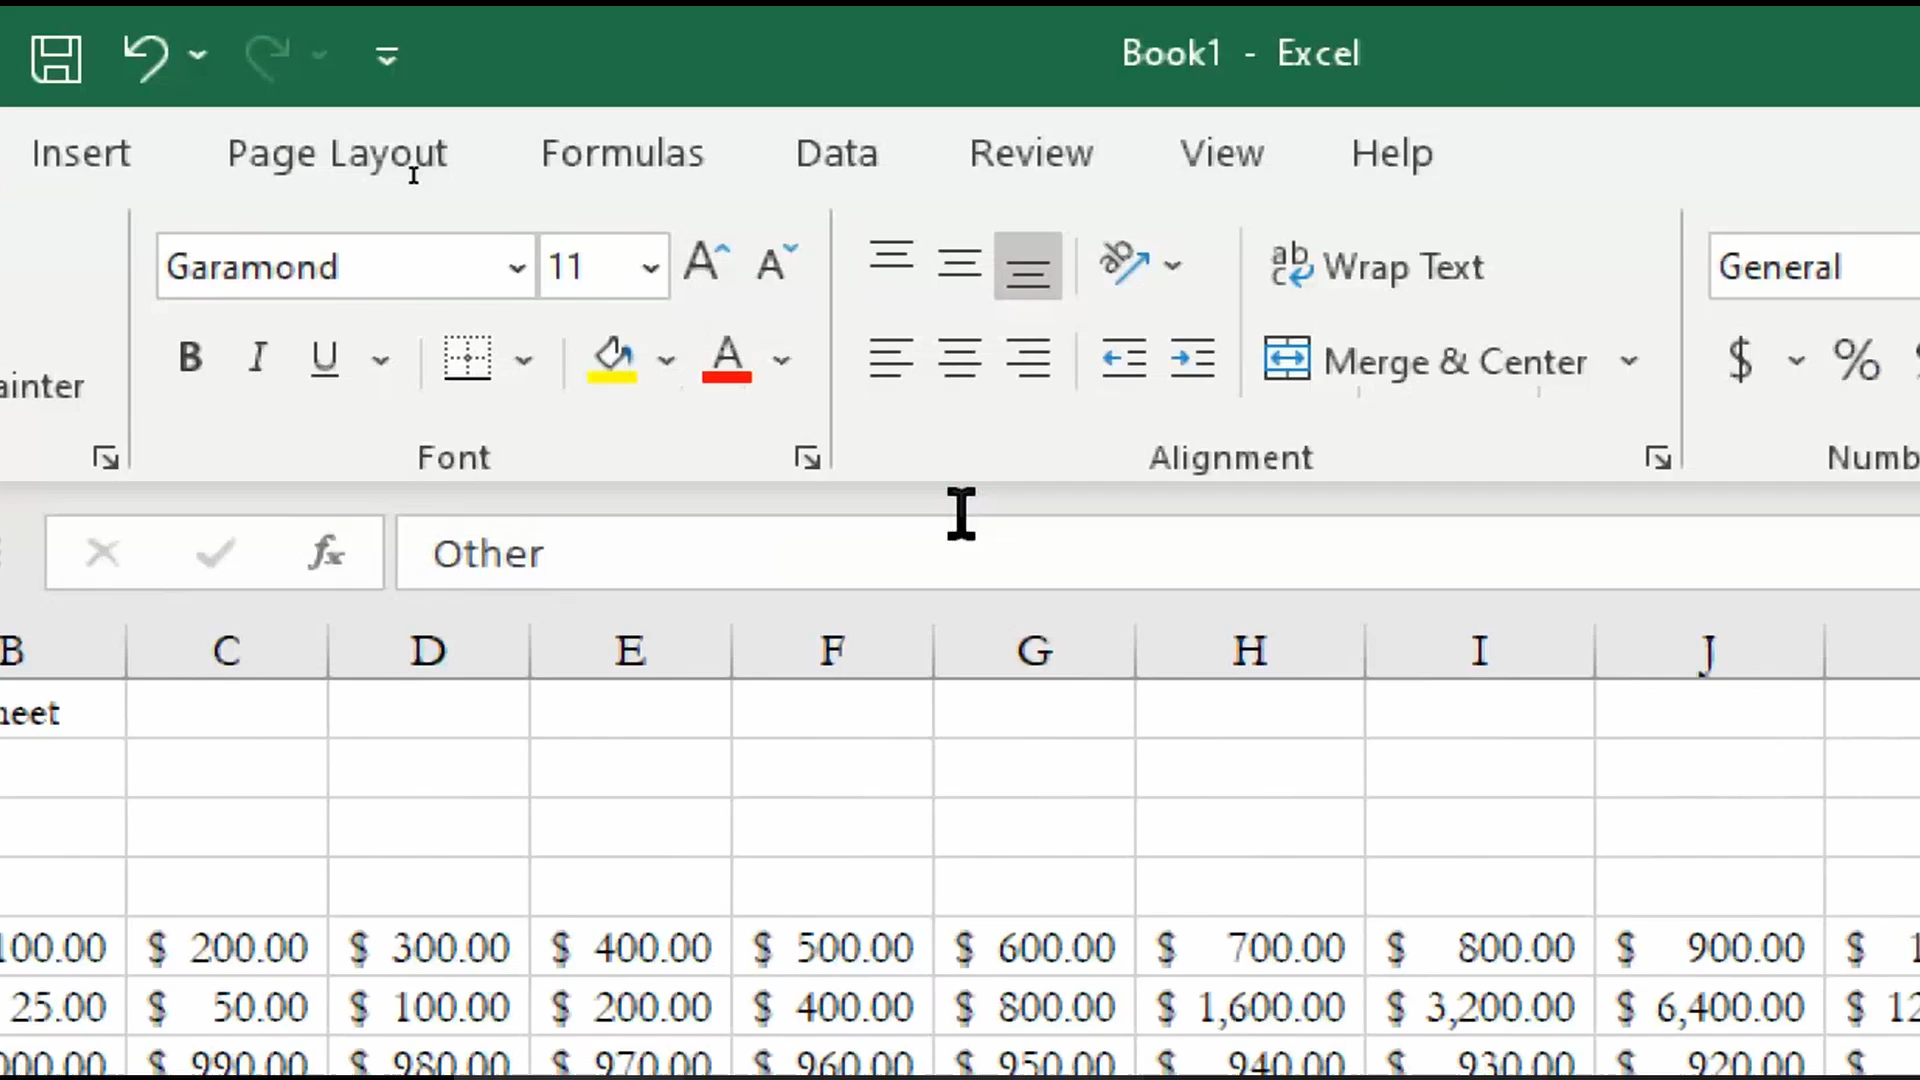 Book1 - Excel
Insert Page Layout Formulas Data Review View Help
Garamond 11 A A ab ab Wrap Text General
c
B I U A Merge & Center $ %
ainter
Font Alignment Numb
fx Other
B C D E F G H I J
heet
100.00 $ 200.00 $ 300.00 $ 400.00 $ 500.00 $ 600.00 $ 700.00 $ 800.00 $ 900.00 $ 1
25.00 $ 50.00 $ 100.00 $ 200.00 $ 400.00 $ 800.00 $ 1,600.00 $ 3,200.00 $ 6,400.00 $ 12
000.00 $ 990.00 $ 980.00 $ 970.00 $ 960.00 $ 950.00 $ 940.00 $ 930.00 $ 920.00 $